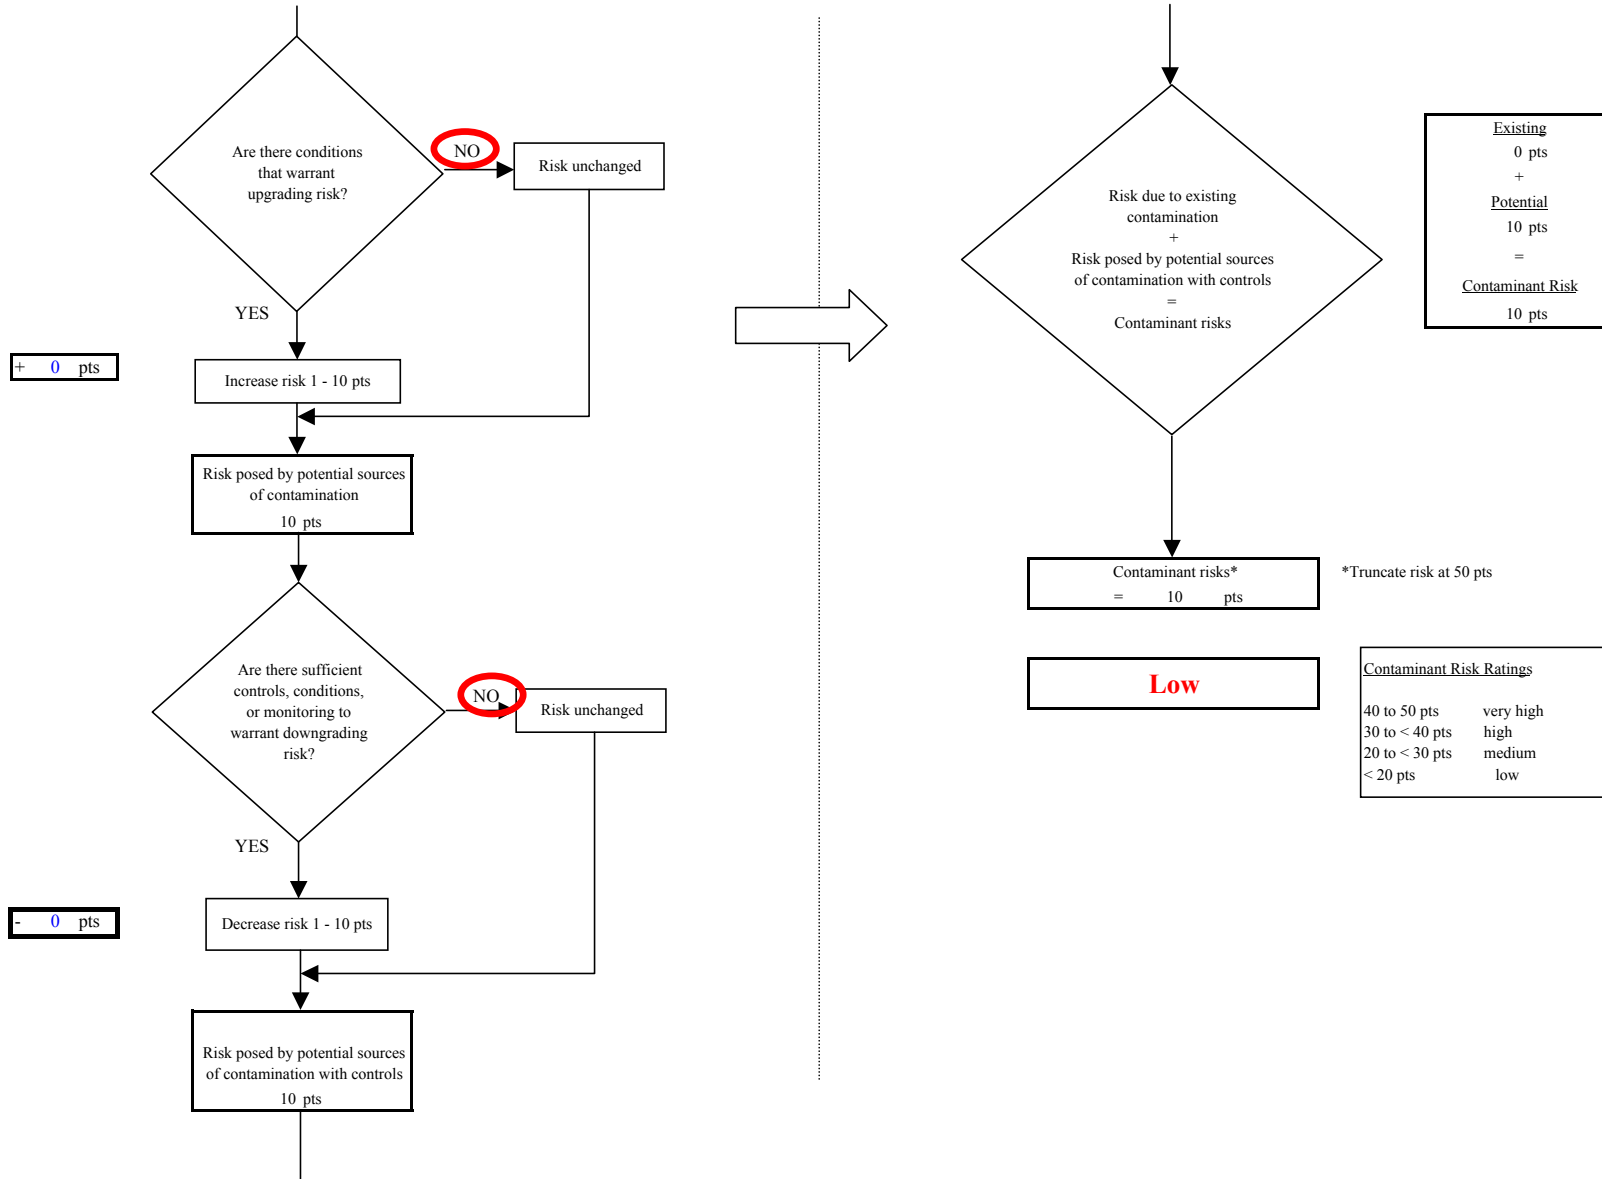 Are there conditions
that warrant
upgrading risk?
NO
Risk unchanged
YES
+ 0 pts
Increase risk 1 - 10 pts
Risk posed by potential sources
of contamination
10 pts
Are there sufficient
controls, conditions,
or monitoring to
warrant downgrading
risk?
NO
Risk unchanged
YES
- 0 pts
Decrease risk 1 - 10 pts
Risk posed by potential sources
of contamination with controls
10 pts
Risk due to existing
contamination
+
Risk posed by potential sources
of contamination with controls
=
Contaminant risks
Existing
0 pts
+
Potential
10 pts
=
Contaminant Risk
10 pts
Contaminant risks*
= 10 pts
*Truncate risk at 50 pts
Low
Contaminant Risk Ratings
40 to 50 pts very high
30 to < 40 pts high
20 to < 30 pts medium
< 20 pts low